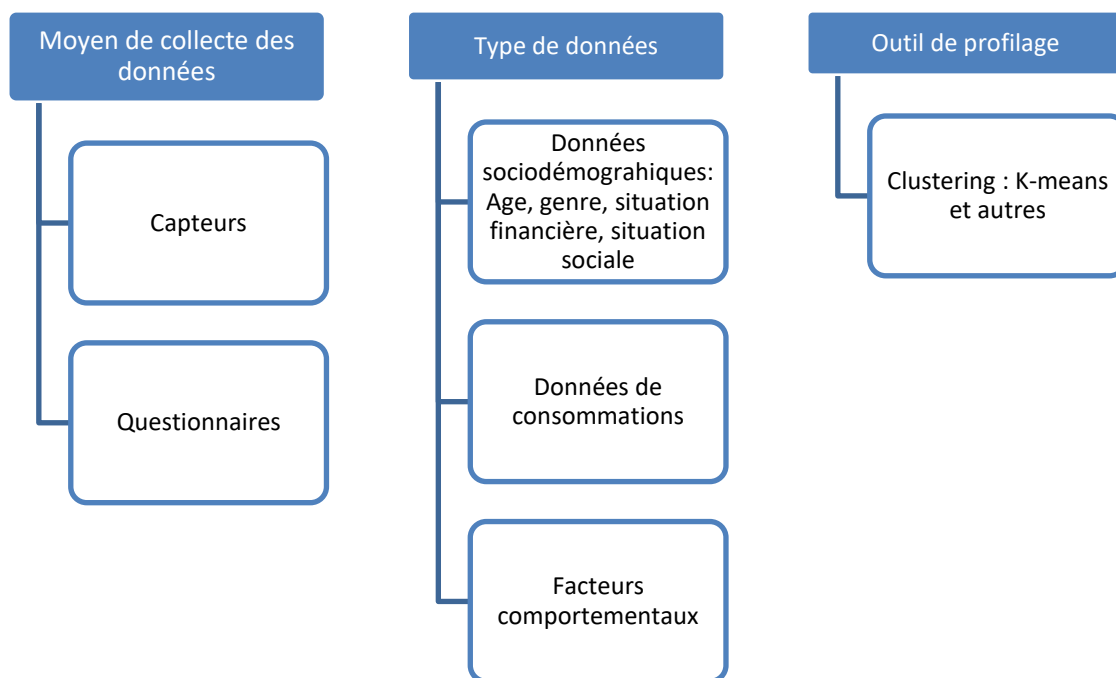 Moyen de collecte des
données
Capteurs
Questionnaires
Type de données
Données
sociodémograhiques:
Age, genre, situation
financière, situation
sociale
Données de
consommations
Facteurs
comportementaux
Outil de profilage
Clustering : K-means
et autres